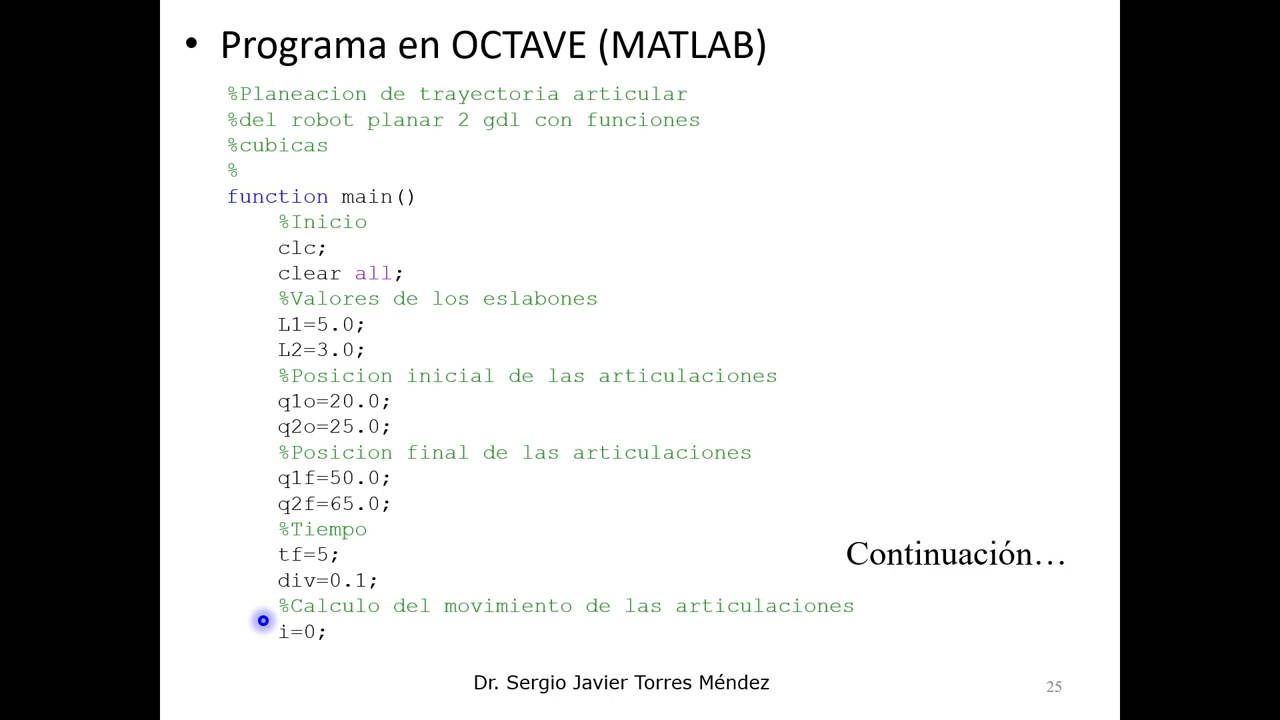 • Programa en OCTAVE (MATLAB)
%Planeacion de trayectoria articular
%del robot planar 2 gdl con funciones
%cubicas
%
function main()
%Inicio
clc;
clear all;
%Valores de los eslabones
L1=5.0;
L2=3.0;
%Posicion inicial de las articulaciones
q1o=20.0;
q2o=25.0;
%Posicion final de las articulaciones
q1f=50.0;
q2f=65.0;
%Tiempo
tf=5;
div=0.1;
%Calculo del movimiento de las articulaciones
i=0;
Continuación...
Dr. Sergio Javier Torres Méndez
25